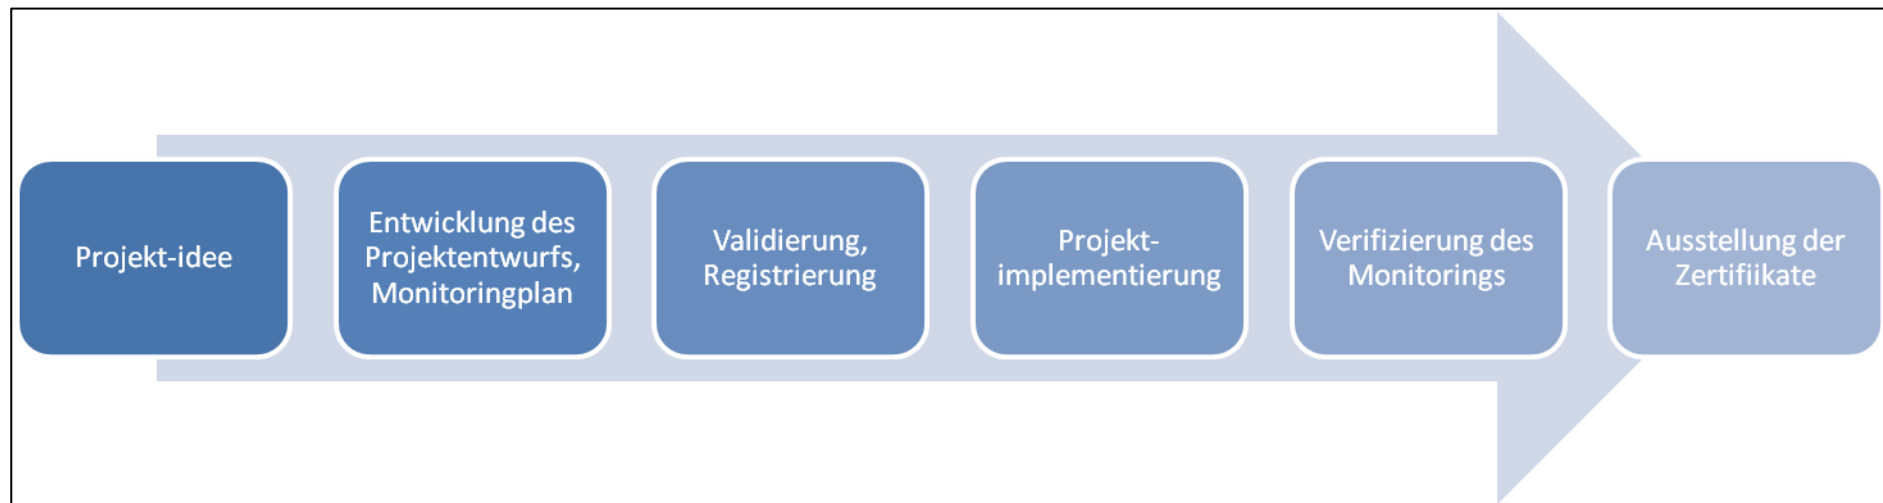 Projekt-idee
Entwicklung des
Projektentwurfs,
Monitoringplan
Validierung,
Registrierung
Projekt-
implementierung
Verifizierung des
Monitorings
Ausstellung der
Zertifiikate